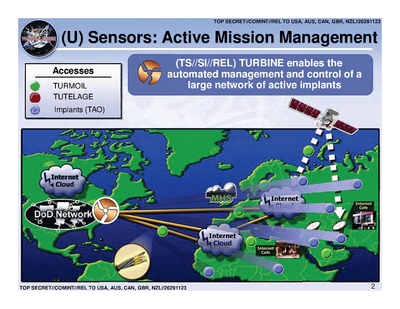 TOP SECRET//COMINT//REL TO USA, AUS, CAN, GBR, NZL//20291123
(U) Sensors: Active Mission Management
Accesses
TURMOIL
TUTELAGE
Implants (TAO)
(TS//SI//REL) TURBINE enables the
automated management and control of a
large network of active implants
Internet
Cloud
DoD Network
MHS
Internet
Internet
Cloud
Internet
Cafe
Internet
Cafe
TOP SECRET//COMINT//REL TO USA, AUS, CAN, GBR, NZL//20291123
2